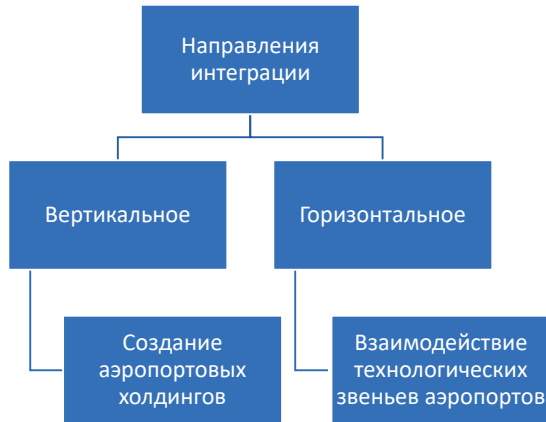 Направления
интеграции
Вертикальное
Горизонтальное
Создание
аэропортовых
холдингов
Взаимодействие
технологических
звеньев аэропортов